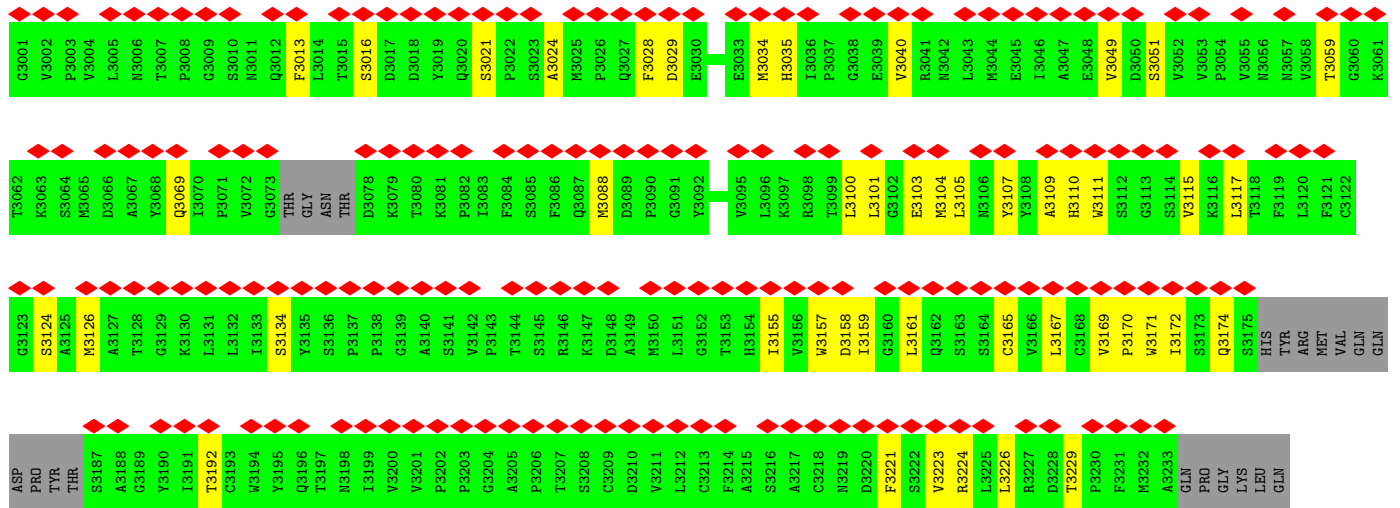 G3001 V3002 P3003 V3004 L3005 N3006 T3007 P3008 G3009 S3010 N3011 Q3012 F3013 L3014 T3015 S3016 D3017 D3018 Y3019 Q3020 S3021 P3022 S3023 A3024 M3025 P3026 Q3027 F3028 D3029 E3030 E3033 M3034 H3035 I3036 P3037 G3038 E3039 V3040 R3041 N3042 L3043 M3044 E3045 I3046 A3047 E3048 V3049 D3050 S3051 V3052 V3053 P3054 V3055 N3056 N3057 V3058 T3059 G3060 K3061
T3062 K3063 S3064 M3065 D3066 A3067 Y3068 Q3069 I3070 P3071 V3072 G3073 THR GLY ASN THR D3078 K3079 T3080 K3081 P3082 I3083 F3084 S3085 F3086 Q3087 M3088 D3089 P3090 G3091 Y3092 V3095 L3096 K3097 R3098 T3099 L3100 L3101 G3102 E3103 M3104 L3105 N3106 Y3107 Y3108 A3109 H3110 W3111 S3112 G3113 S3114 V3115 K3116 L3117 T3118 F3119 L3120 F3121 C3122
G3123 S3124 A3125 M3126 A3127 T3128 G3129 K3130 L3131 L3132 I3133 S3134 Y3135 S3136 P3137 P3138 G3139 A3140 S3141 V3142 P3143 T3144 S3145 R3146 K3147 D3148 A3149 M3150 L3151 G3152 T3153 H3154 I3155 V3156 W3157 D3158 I3159 G3160 L3161 Q3162 S3163 S3164 C3165 V3166 L3167 C3168 V3169 P3170 W3171 I3172 S3173 Q3174 S3175 HIS TYR ARG MET VAL GLN GLN
ASP PRO TYR THR S3187 A3188 G3189 Y3190 I3191 T3192 C3193 W3194 Y3195 Q3196 T3197 N3198 I3199 V3200 V3201 P3202 P3203 G3204 A3205 P3206 T3207 S3208 C3209 D3210 V3211 L3212 C3213 F3214 A3215 S3216 A3217 C3218 N3219 D3220 F3221 S3222 V3223 R3224 L3225 L3226 R3227 D3228 T3229 P3230 F3231 M3232 A3233 GLN PRO GLY LYS LEU GLN